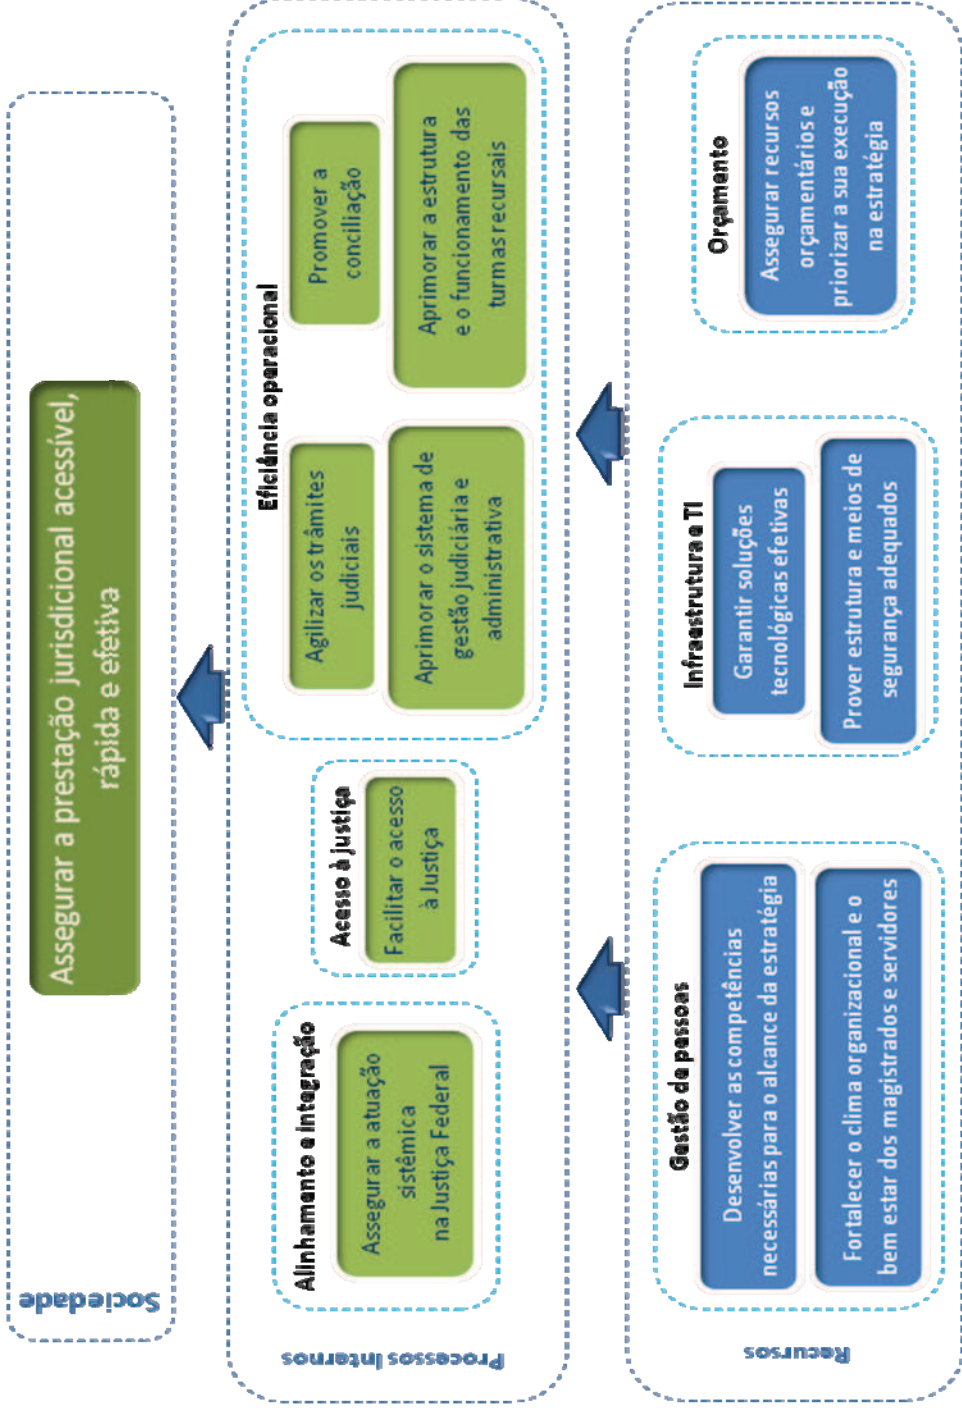 Sociedade
Assegurar a prestação jurisdicional acessível,
rápida e efetiva
Processos Internos
Alinhamento e integração
Assegurar a atuação
sistêmica
na Justiça Federal
Acesso à justiça
Facilitar o acesso
à Justiça
Eficiência operacional
Agilizar os trâmites
judiciais
Promover a
conciliação
Aprimorar o sistema de
gestão judiciária e
administrativa
Aprimorar a estrutura
e o funcionamento das
turmas recursais
Recursos
Gestão de pessoas
Desenvolver as competências
necessárias para o alcance da estratégia
Fortalecer o clima organizacional e o
bem estar dos magistrados e servidores
Infraestrutura e TI
Garantir soluções
tecnológicas efetivas
Prover estrutura e meios de
segurança adequados
Orçamento
Assegurar recursos
orçamentários e
priorizar a sua execução
na estratégia